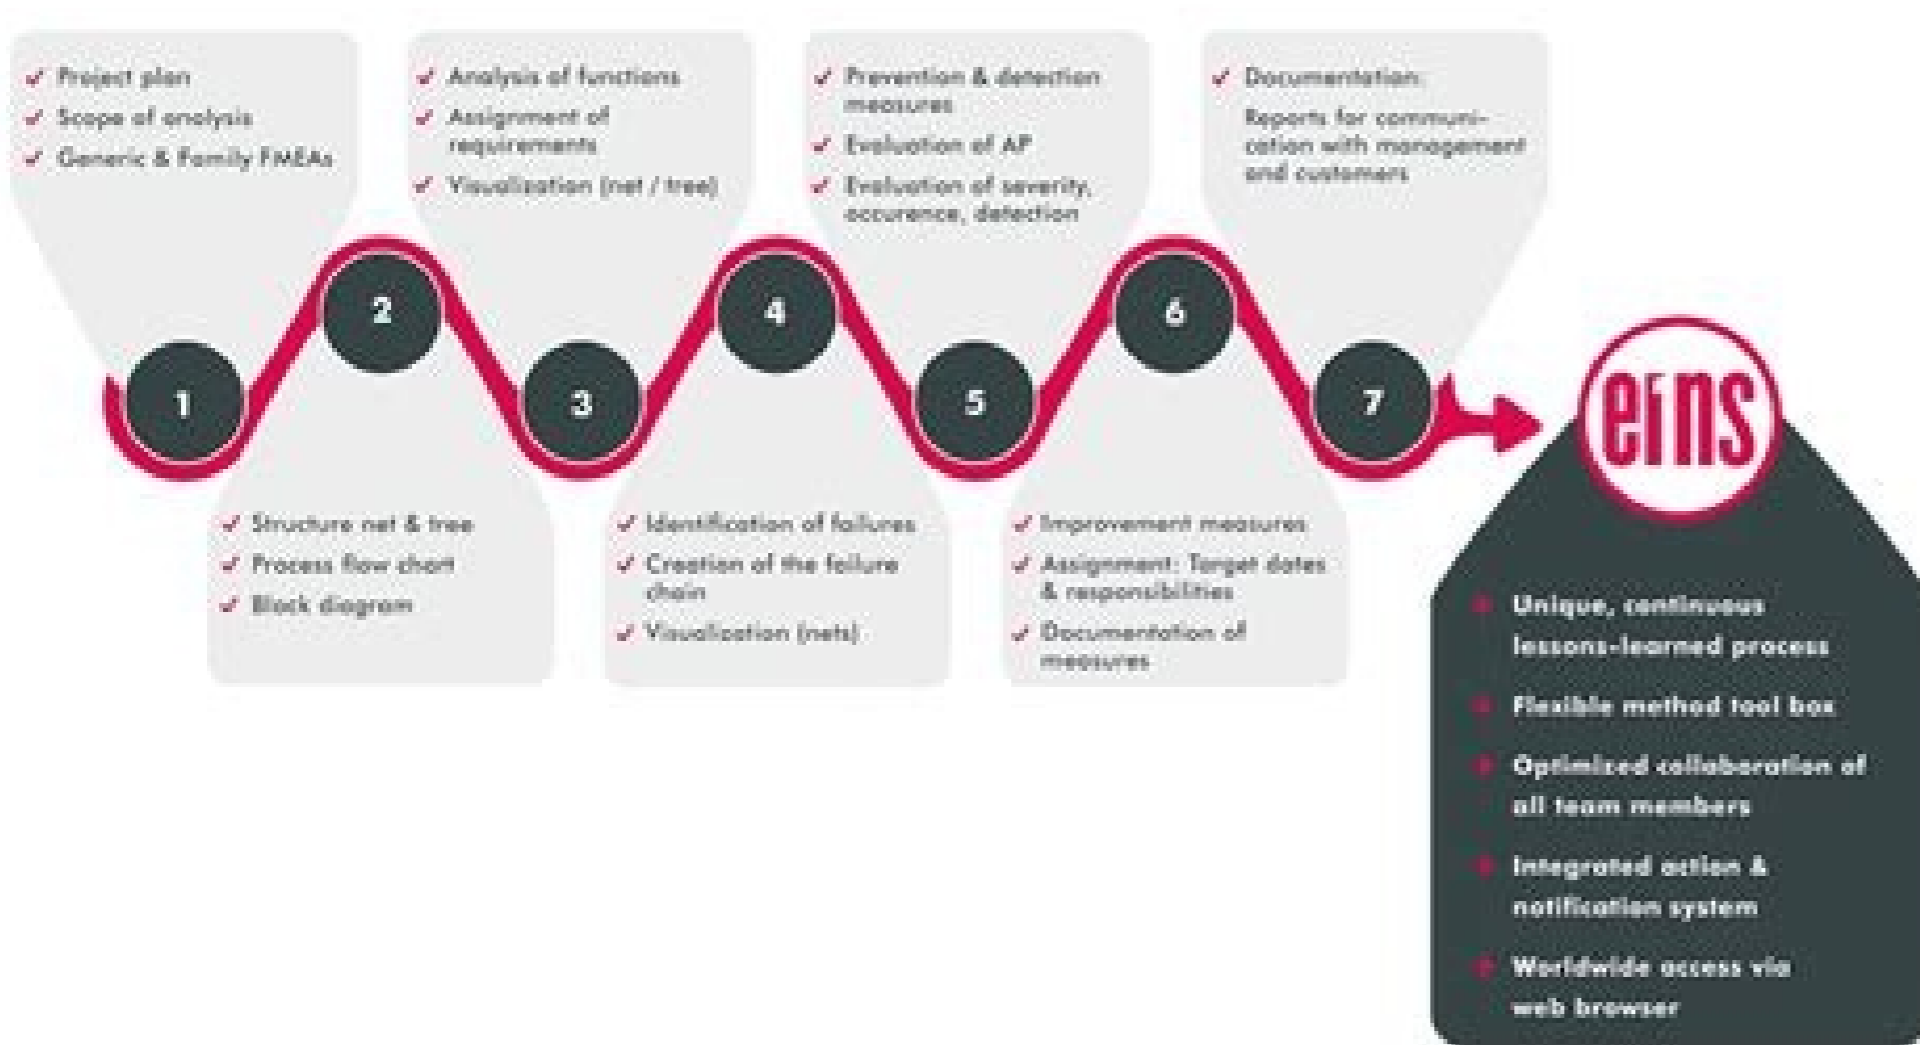 Project plan
Scope of analysis
Generic & Family FMEAs
1
Structure net & tree
Process flow chart
Block diagram
2
Analysis of functions
Assignment of
requirements
Visualization (net / tree)
3
Identification of failures
Creation of the failure
chain
Visualization (nets)
4
Prevention & detection
measures
Evaluation of AP
Evaluation of severity,
occurence, detection
5
Improvement measures
Assignment: Target dates
& responsibilities
Documentation of
measures
6
Documentation:
Reports for communi-
cation with management
and customers
7
eins
Unique, continuous
lessons-learned process
Flexible method tool box
Optimized collaboration of
all team members
Integrated action &
notification system
Worldwide access via
web browser